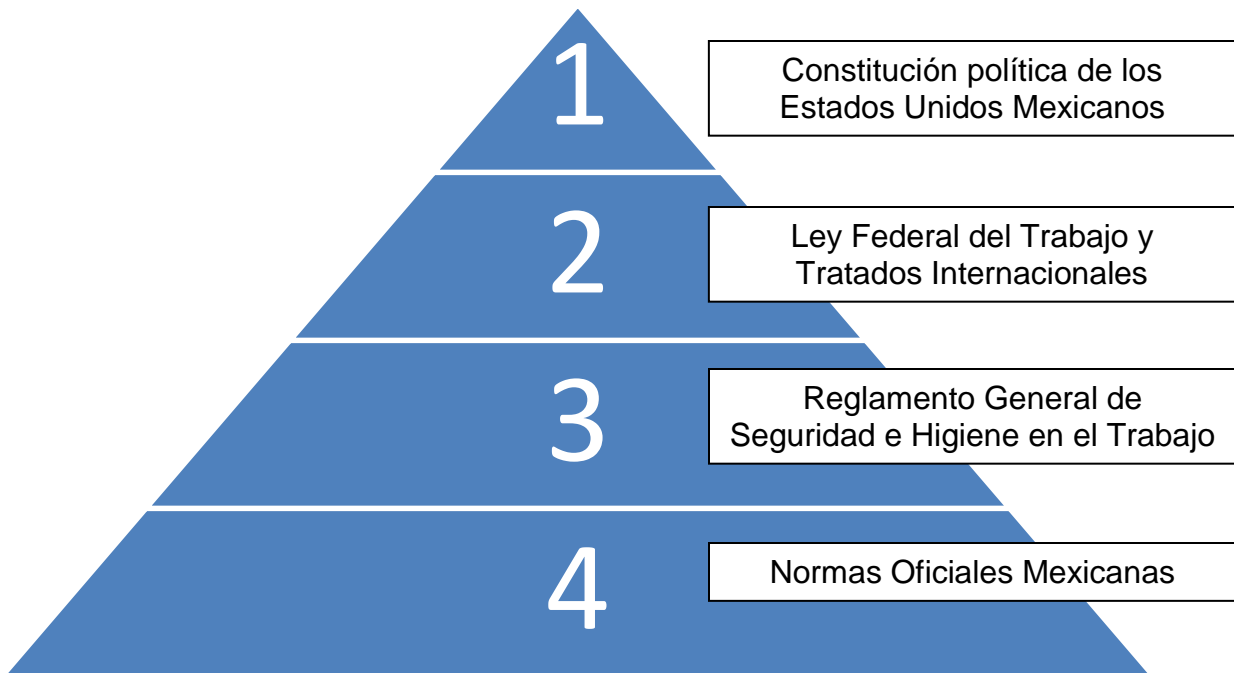 1
Constitución política de los
Estados Unidos Mexicanos
2
Ley Federal del Trabajo y
Tratados Internacionales
3
Reglamento General de
Seguridad e Higiene en el Trabajo
4
Normas Oficiales Mexicanas